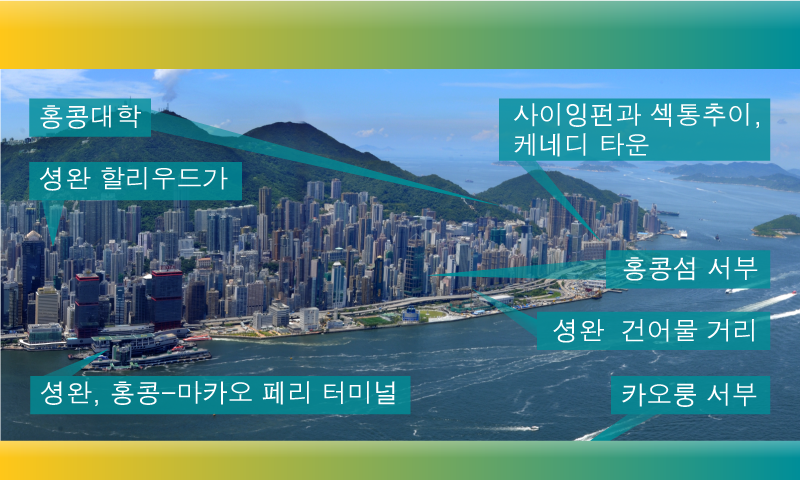 홍콩대학
사이잉펀과 섹통추이,
케네디 타운
셩완 할리우드가
홍콩섬 서부
셩완 건어물 거리
셩완, 홍콩-마카오 페리 터미널
카오룽 서부